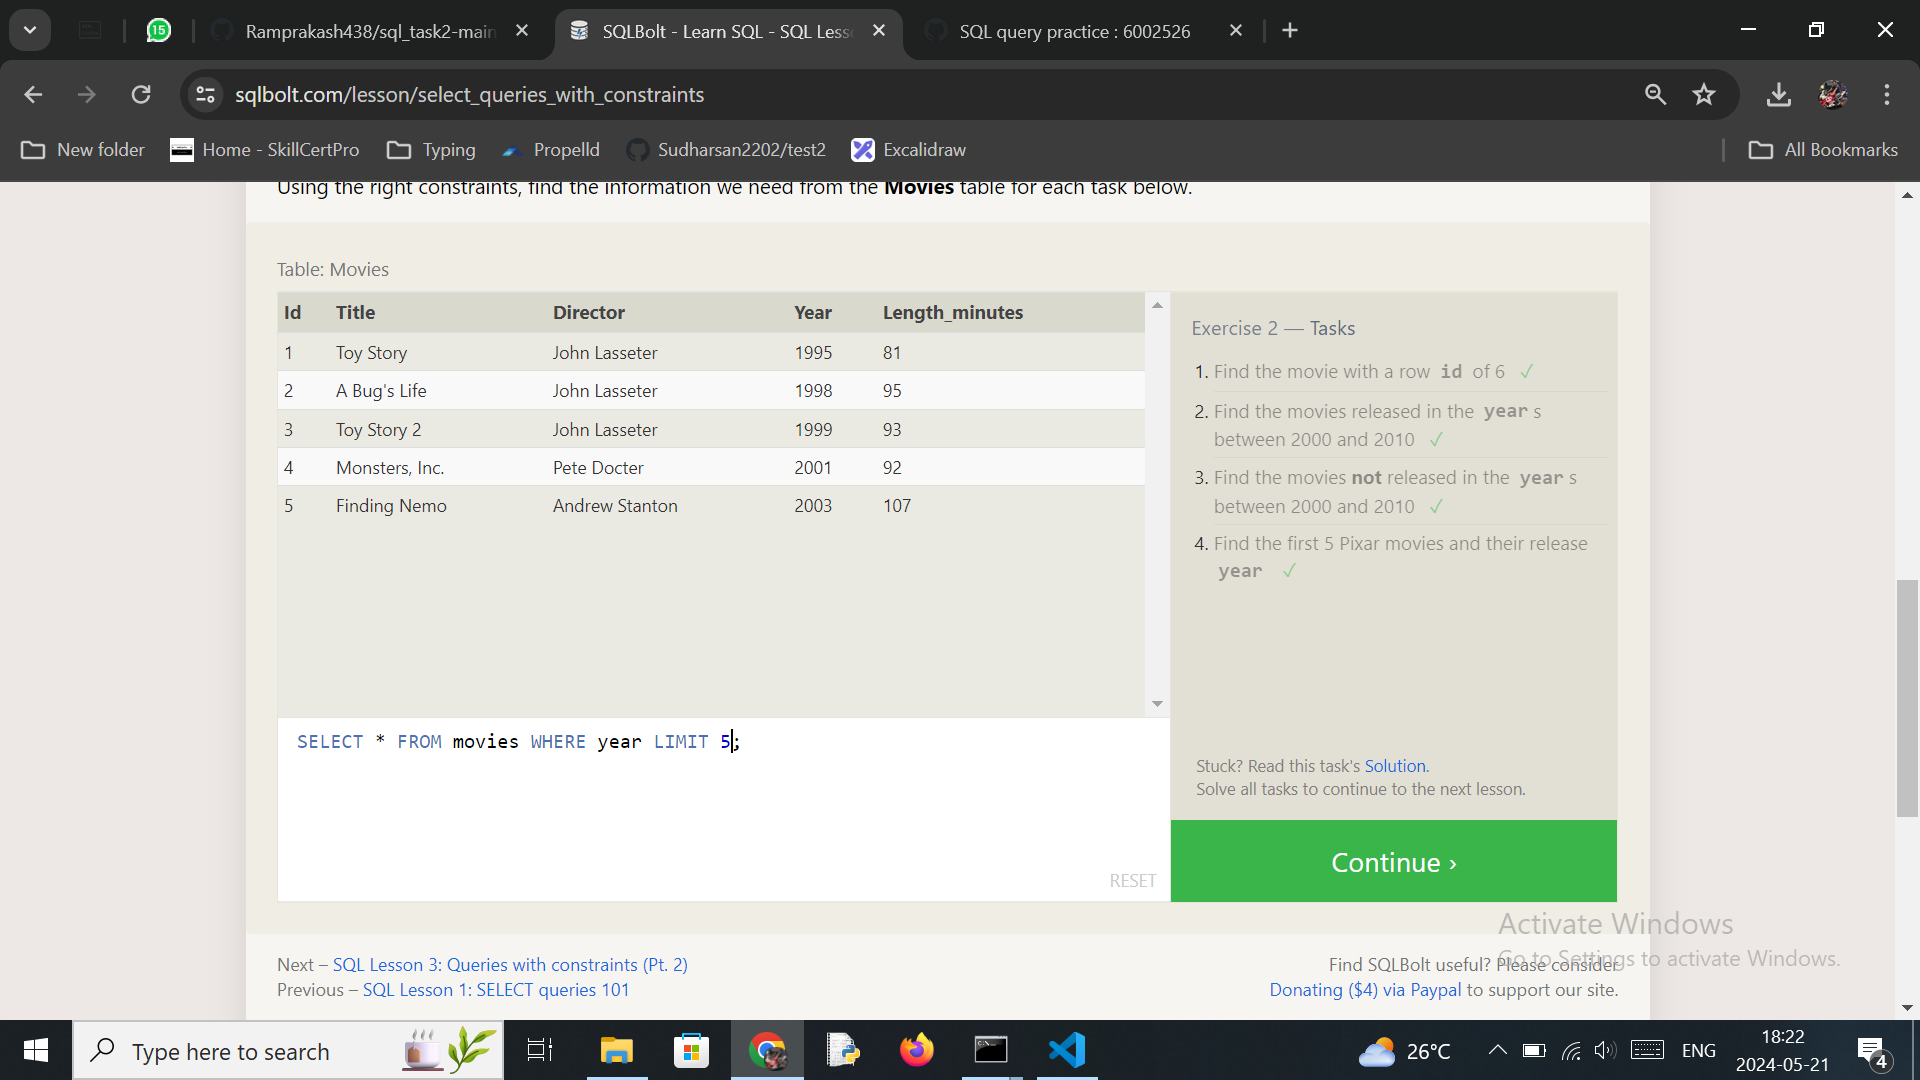 15
Ramprakash438/sql_task2-main
SQLBolt - Learn SQL - SQL Less
SQL query practice : 6002526
sqlbolt.com/lesson/select_queries_with_constraints
New folder
Home - SkillCertPro
Typing
Propelld
Sudharsan2202/test2
Excalidraw
All Bookmarks
Using the right constraints, find the information we need from the Movies table for each task below.
Table: Movies
Id Title Director Year Length_minutes
1 Toy Story John Lasseter 1995 81
2 A Bug's Life John Lasseter 1998 95
3 Toy Story 2 John Lasseter 1999 93
4 Monsters, Inc. Pete Docter 2001 92
5 Finding Nemo Andrew Stanton 2003 107
SELECT * FROM movies WHERE year LIMIT 5;
RESET
Exercise 2 — Tasks
1. Find the movie with a row id of 6 ✓
2. Find the movies released in the year s
between 2000 and 2010 ✓
3. Find the movies not released in the year s
between 2000 and 2010 ✓
4. Find the first 5 Pixar movies and their release
year ✓
Stuck? Read this task's Solution.
Solve all tasks to continue to the next lesson.
Continue ›
Activate Windows
Go to Settings to activate Windows.
Next – SQL Lesson 3: Queries with constraints (Pt. 2)
Previous – SQL Lesson 1: SELECT queries 101
Find SQLBolt useful? Please consider
Donating ($4) via Paypal to support our site.
Type here to search
26°C
ENG
18:22
2024-05-21
4